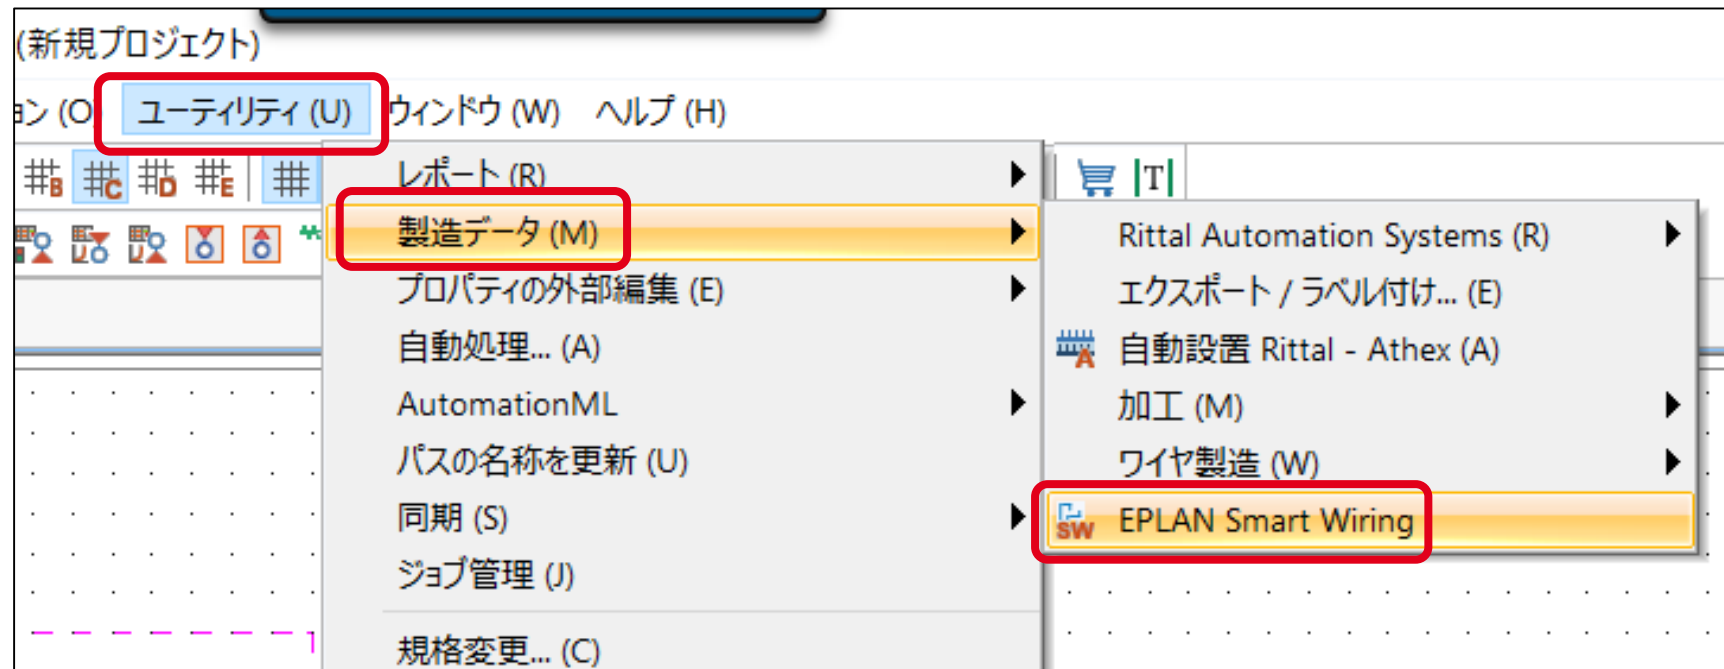 (新規プロジェクト)
ョン (O) ユーティリティ (U) ウィンドウ (W) ヘルプ (H)
B C D E
レポート (R)
|T|
製造データ (M)
プロパティの外部編集 (E)
自動処理... (A)
AutomationML
パスの名称を更新 (U)
同期 (S)
ジョブ管理 (J)
規格変更... (C)
Rittal Automation Systems (R)
エクスポート / ラベル付け... (E)
自動設置 Rittal - Athex (A)
加工 (M)
ワイヤ製造 (W)
SW EPLAN Smart Wiring